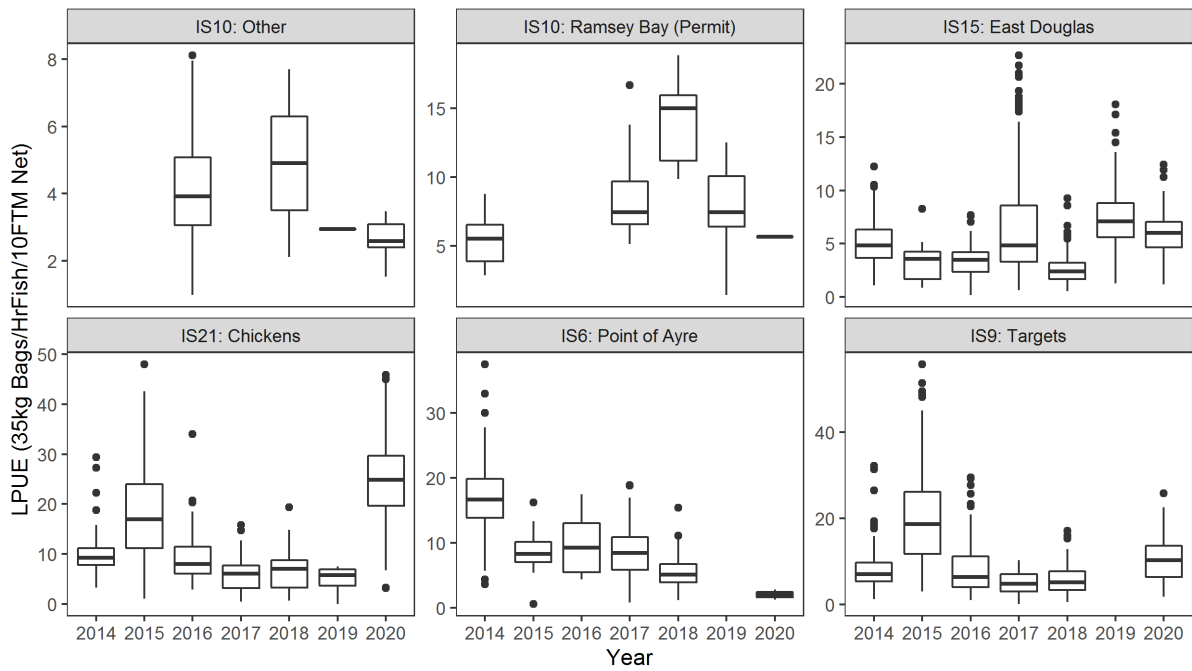 IS10: Other
IS10: Ramsey Bay (Permit)
IS15: East Douglas
8
6
4
2
15
10
5
20
15
10
5
0
LPUE (35kg Bags/HrFish/10FTM Net)
IS21: Chickens
IS6: Point of Ayre
IS9: Targets
50
40
30
20
10
0
30
20
10
0
40
20
0
2014 2015 2016 2017 2018 2019 2020
2014 2015 2016 2017 2018 2019 2020
2014 2015 2016 2017 2018 2019 2020
Year